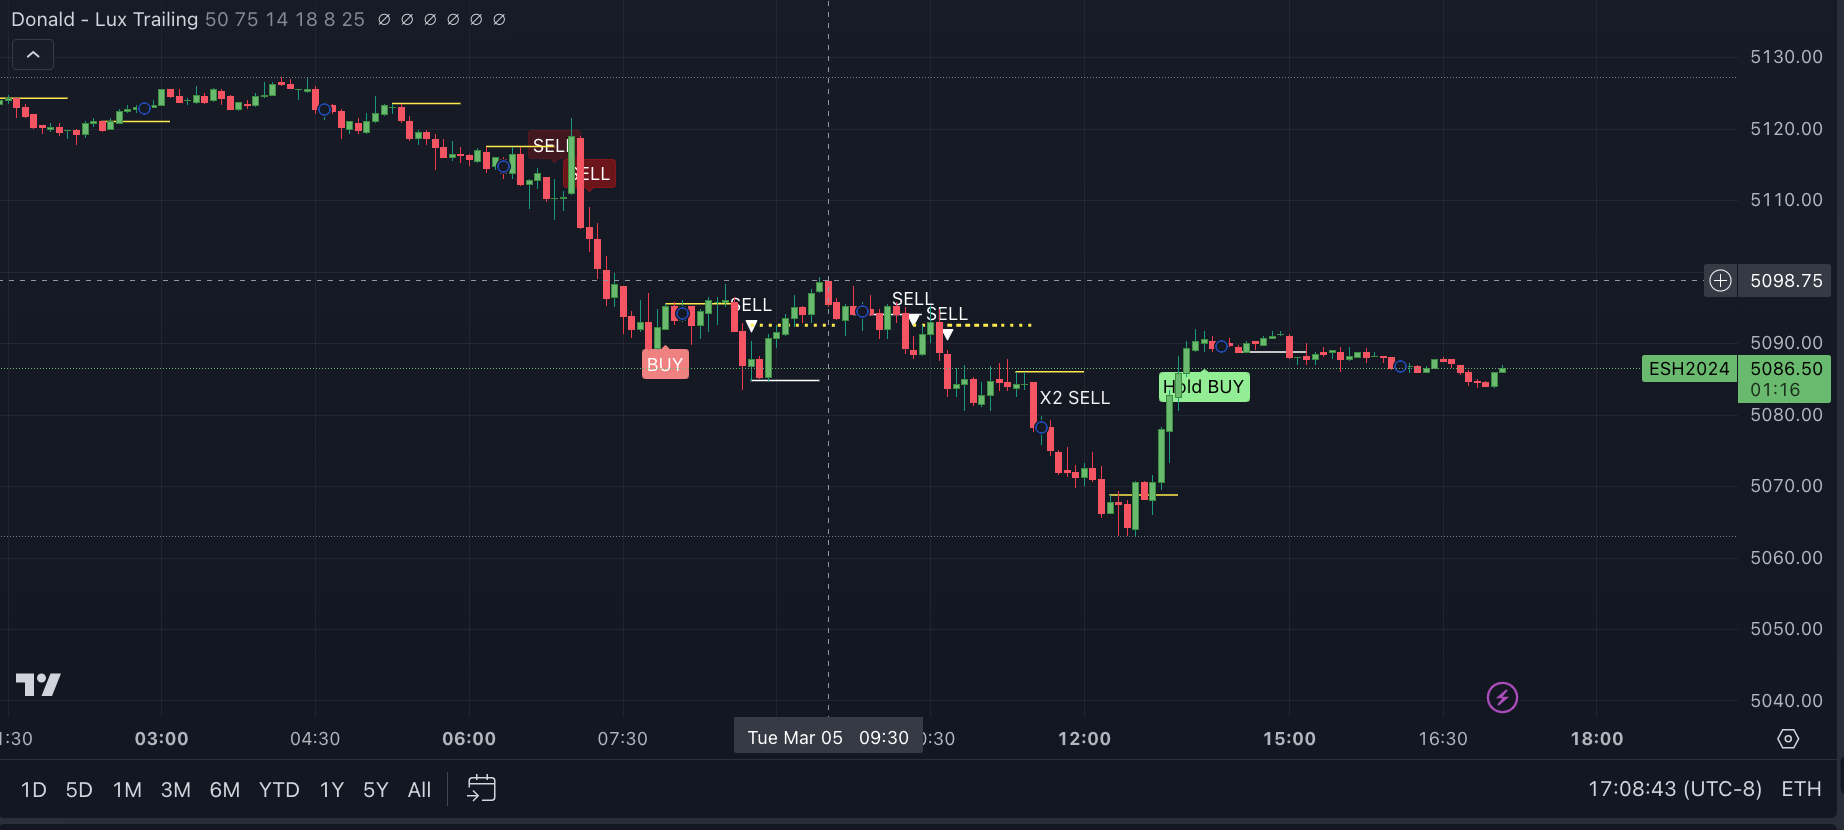 Donald - Lux Trailing 50 75 14 18 8 25 ∅ ∅ ∅ ∅ ∅ ∅
5130.00
5120.00
SELL
SELL
5110.00
5098.75
SELL
SELL
SELL
5090.00
BUY
ESH2024
5086.50
01:16
Hold BUY
X2 SELL
5080.00
5070.00
5060.00
5050.00
5040.00
:30 03:00 04:30 06:00 07:30 Tue Mar 05 09:30 :30 12:00 15:00 16:30 18:00
1D 5D 1M 3M 6M YTD 1Y 5Y All 17:08:43 (UTC-8) ETH